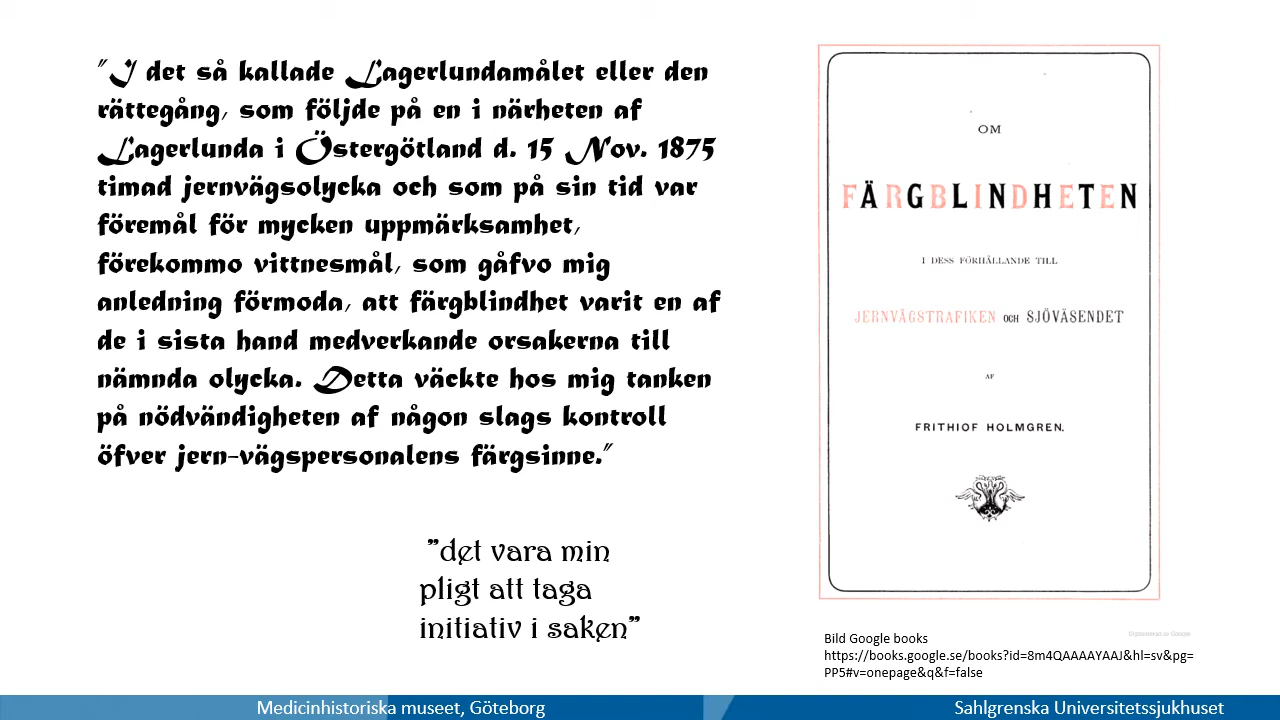 "I det så kallade Lagerlundamålet eller den
rättegång, som följde på en i närheten af
Lagerlunda i Östergötland d. 15 Nov. 1875
timad jernvägsolycka och som på sin tid var
föremål för mycken uppmärksamhet,
förekommo vittnesmål, som gåfvo mig
anledning förmoda, att färgblindhet varit en af
de i sista hand medverkande orsakerna till
nämnda olycka. Detta väckte hos mig tanken
på nödvändigheten af någon slags kontroll
öfver jern-vägspersonalens färgsinne."
"det vara min
pligt att taga
initiativ i saken"
OM
FÄRGBLINDHETEN
I DESS FÖRHÅLLANDE TILL
JERNVÄGSTRAFIKEN OCH SJÖVÄSENDET
AF
FRITHIOF HOLMGREN.
Digitaliserad av Google
Bild Google books
https://books.google.se/books?id=8m4QAAAAYAAJ&hl=sv&pg=
PP5#v=onepage&q&f=false
Medicinhistoriska museet, Göteborg
Sahlgrenska Universitetssjukhuset